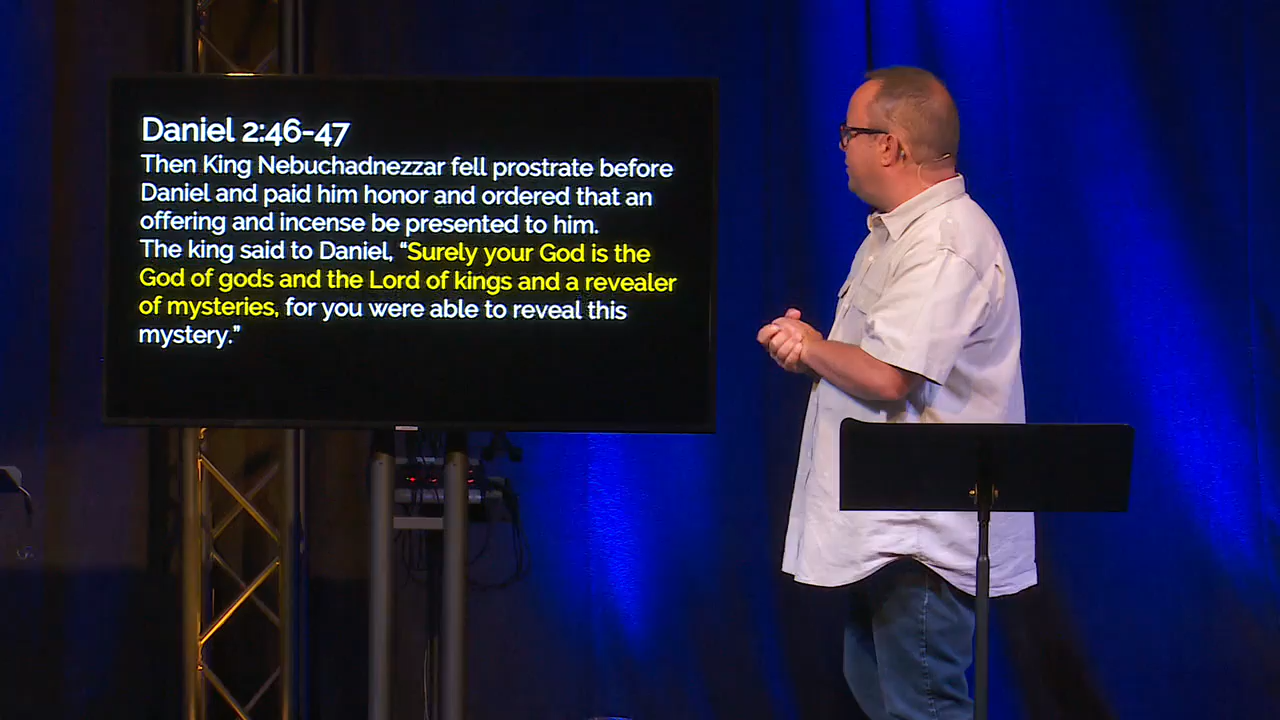 Daniel 2:46-47
Then King Nebuchadnezzar fell prostrate before
Daniel and paid him honor and ordered that an
offering and incense be presented to him.
The king said to Daniel, “Surely your God is the
God of gods and the Lord of kings and a revealer
of mysteries, for you were able to reveal this
mystery.”